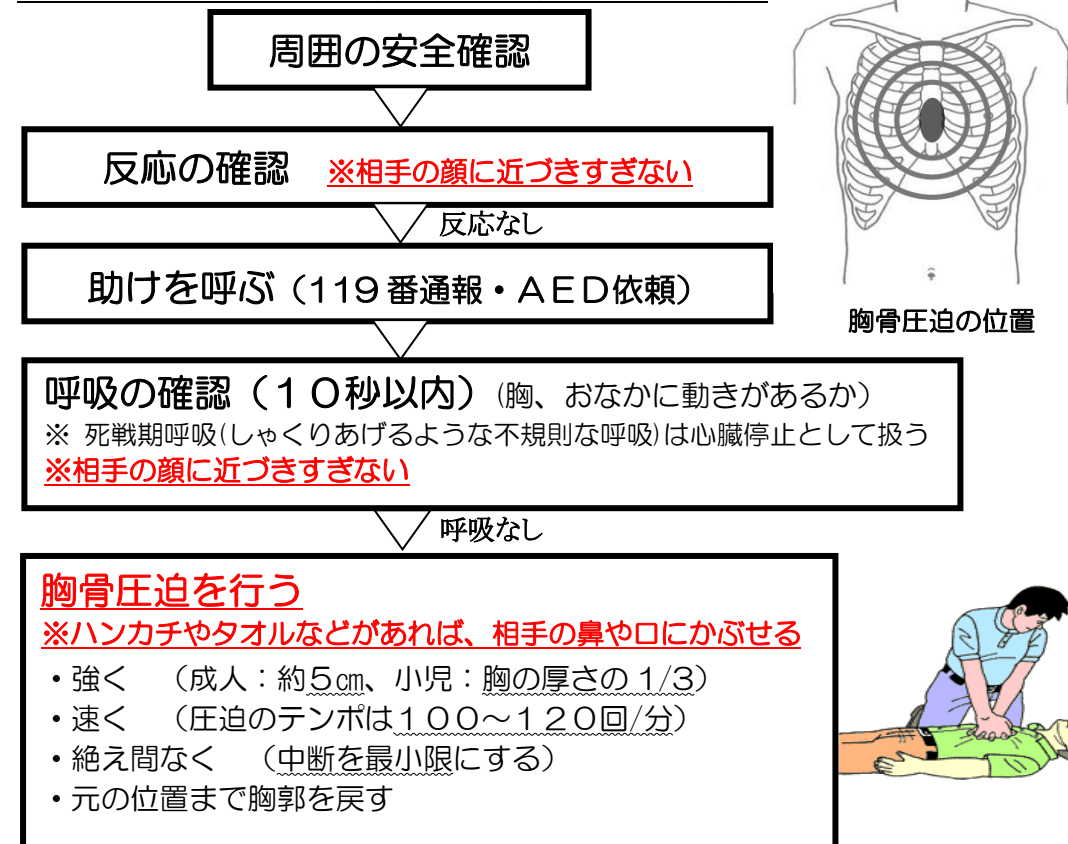 周囲の安全確認
反応の確認 ※相手の顔に近づきすぎない
反応なし
助けを呼ぶ（119番通報・ＡＥＤ依頼）
胸骨圧迫の位置
呼吸の確認（１０秒以内）(胸、おなかに動きがあるか）
※ 死戦期呼吸(しゃくりあげるような不規則な呼吸)は心臓停止として扱う
※相手の顔に近づきすぎない
呼吸なし
胸骨圧迫を行う
※ハンカチやタオルなどがあれば、相手の鼻や口にかぶせる
・強く （成人：約５㎝、小児：胸の厚さの 1/3）
・速く （圧迫のテンポは１００～１２０回/分）
・絶え間なく （中断を最小限にする）
・元の位置まで胸郭を戻す